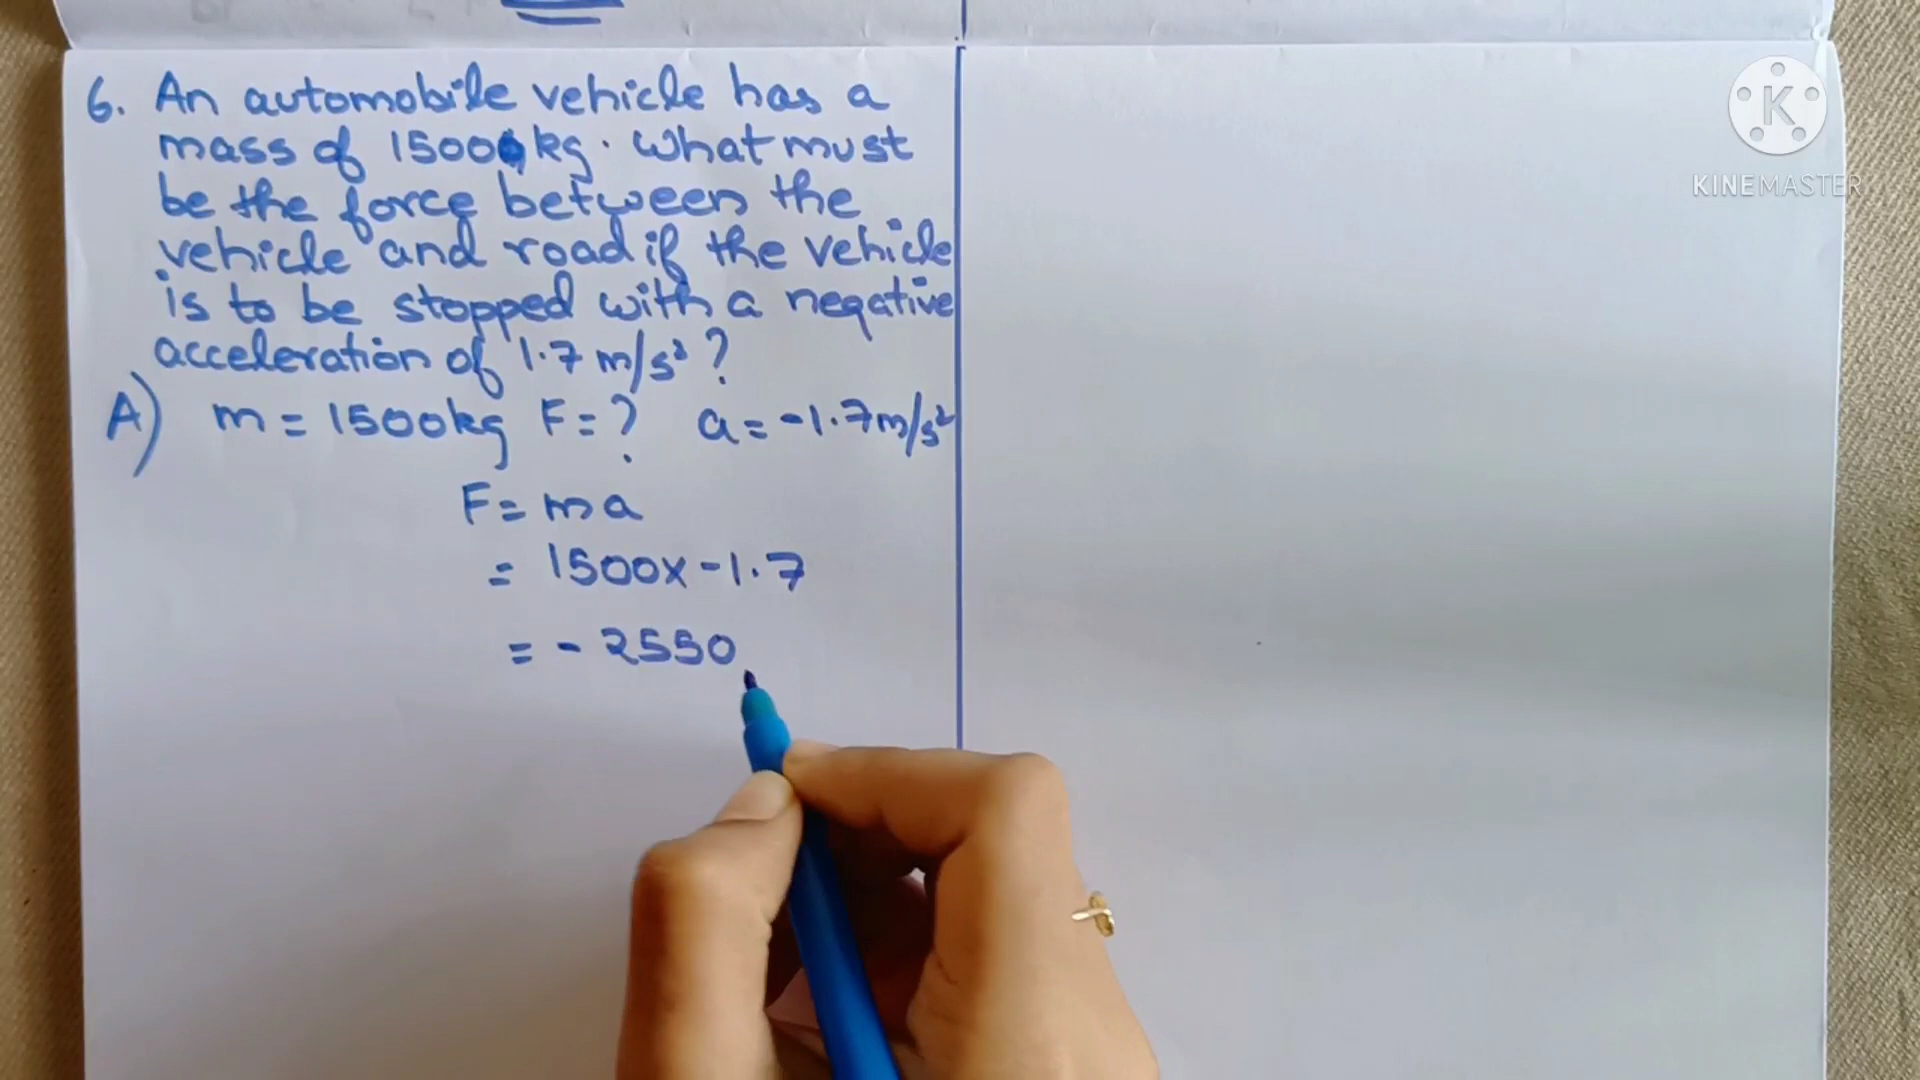 6. An automobile vehicle has a
mass of 1500 kg. What must
be the force between the
vehicle and road if the vehicle
is to be stopped with a negative
acceleration of 1.7 m/s² ?
A) m = 1500kg F = ? a = -1.7m/s²
F = ma
= 1500x -1.7
= - 2550
K
KINEMASTER